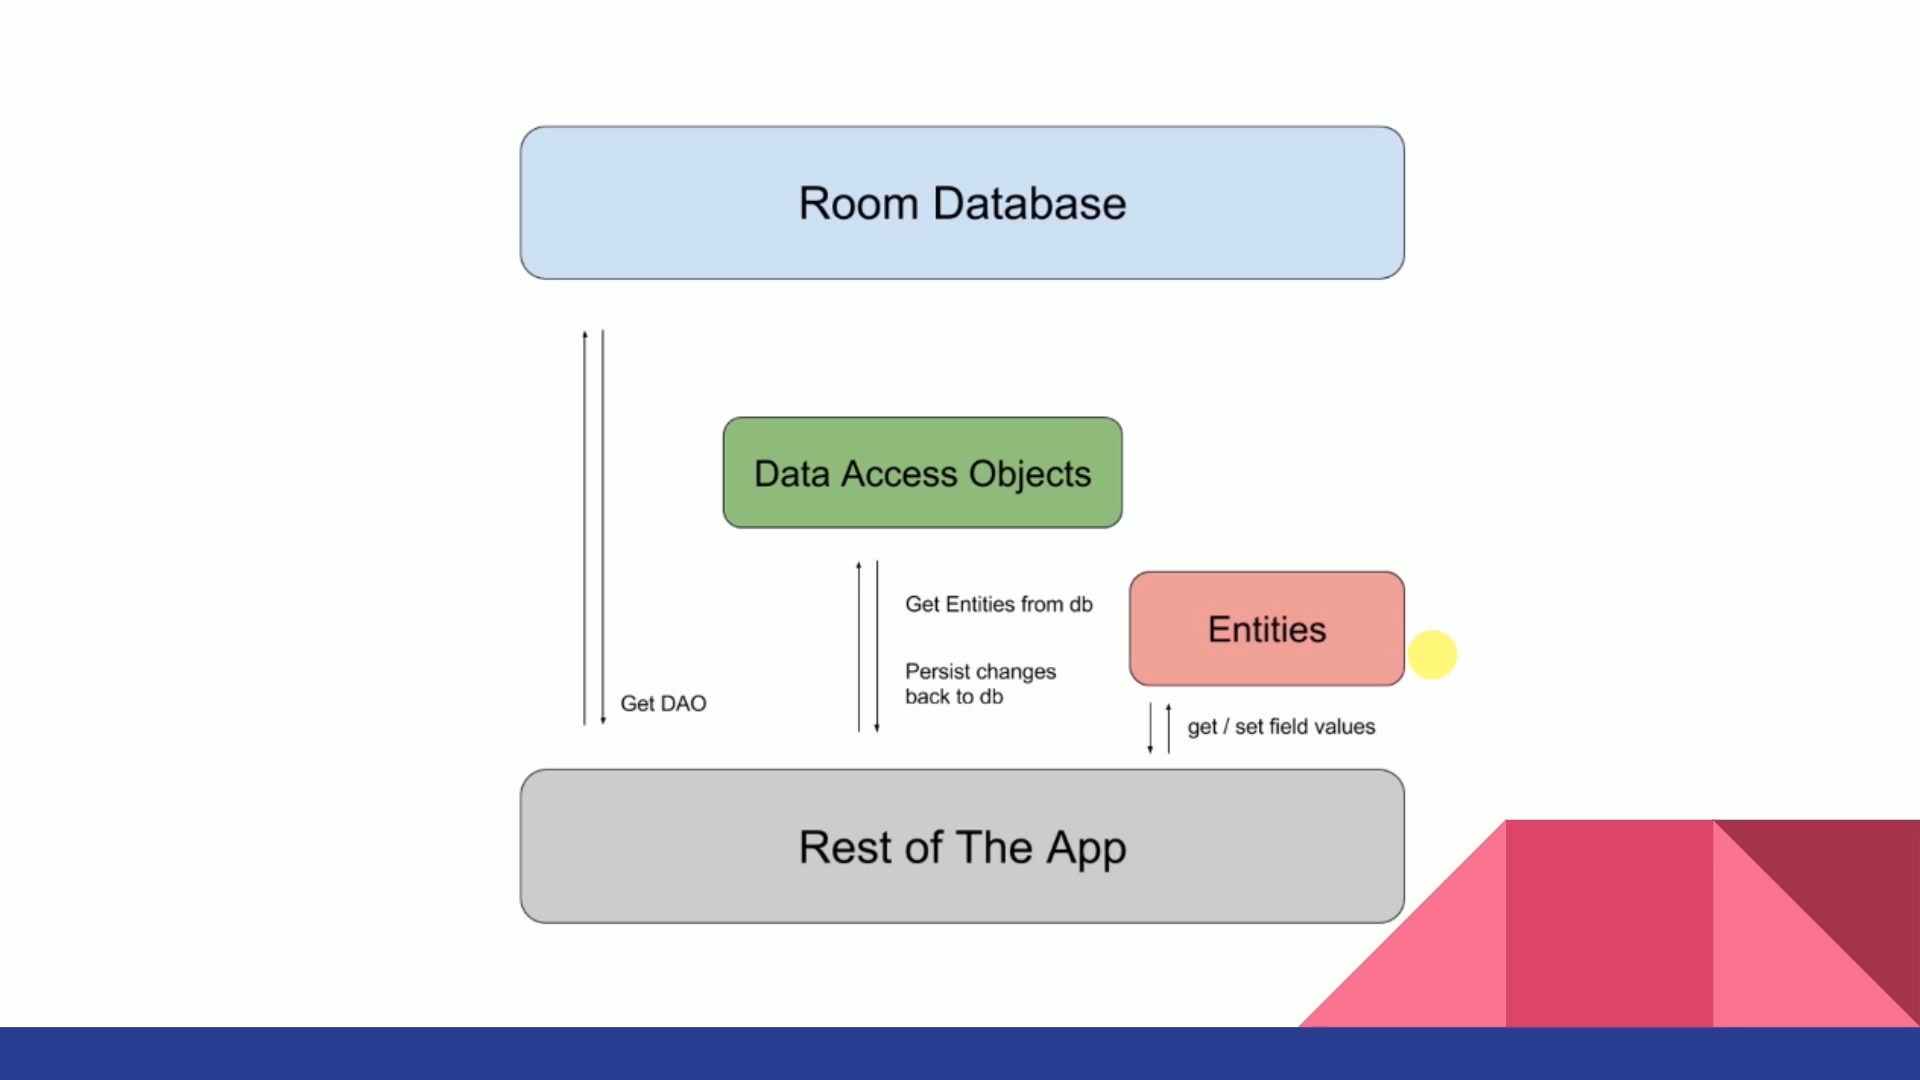 Room Database
Data Access Objects
Get Entities from db
Entities
Persist changes
back to db
Get DAO
get / set field values
Rest of The App